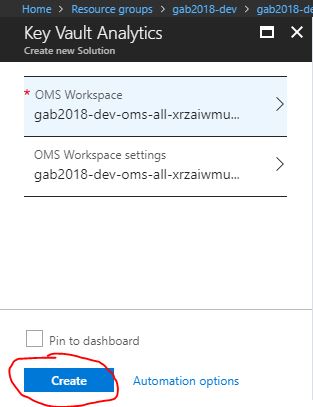 Home > Resource groups > gab2018-dev > gab2018-de
Key Vault Analytics
Create new Solution
* OMS Workspace
gab2018-dev-oms-all-xrzaiwmu...
OMS Workspace settings
gab2018-dev-oms-all-xrzaiwmu...
Pin to dashboard
Create Automation options